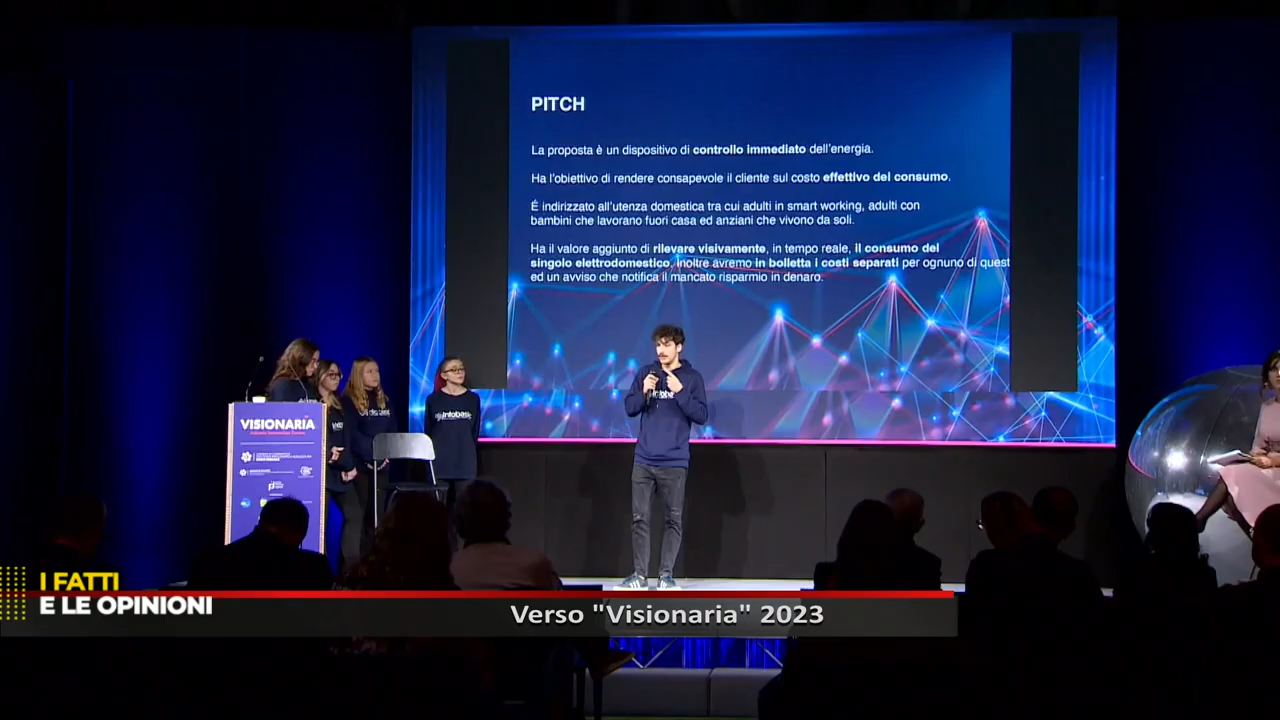 PITCH
La proposta è un dispositivo di controllo immediato dell'energia.
Ha l'obiettivo di rendere consapevole il cliente sul costo effettivo del consumo.
É indirizzato all'utenza domestica tra cui adulti in smart working, adulti con
bambini che lavorano fuori casa ed anziani che vivono da soli.
Ha il valore aggiunto di rilevare visivamente, in tempo reale, il consumo del
singolo elettrodomestico, inoltre avremo in bolletta i costi separati per ognuno di quest
ed un avviso che notifica il mancato risparmio in denaro.
VISIONARIA
infobasic
I FATTI
E LE OPINIONI
Verso "Visionaria" 2023